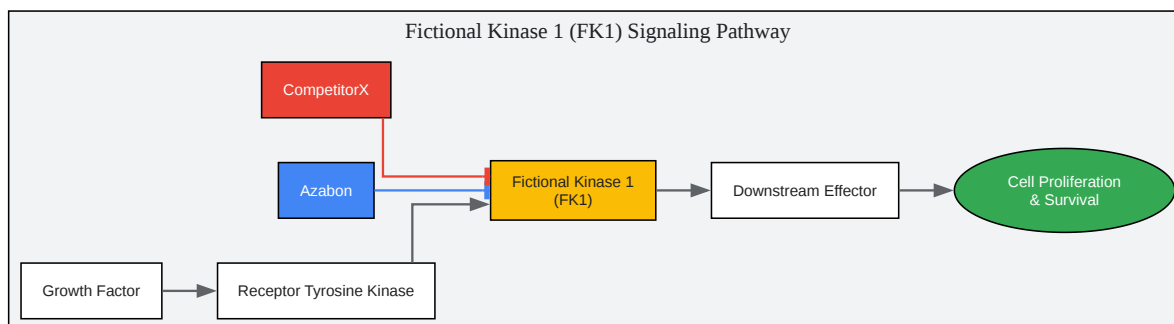 Fictional Kinase 1 (FK1) Signaling Pathway
CompetitorX
Azabon
Fictional Kinase 1
(FK1)
Downstream Effector
Cell Proliferation
& Survival
Growth Factor
Receptor Tyrosine Kinase